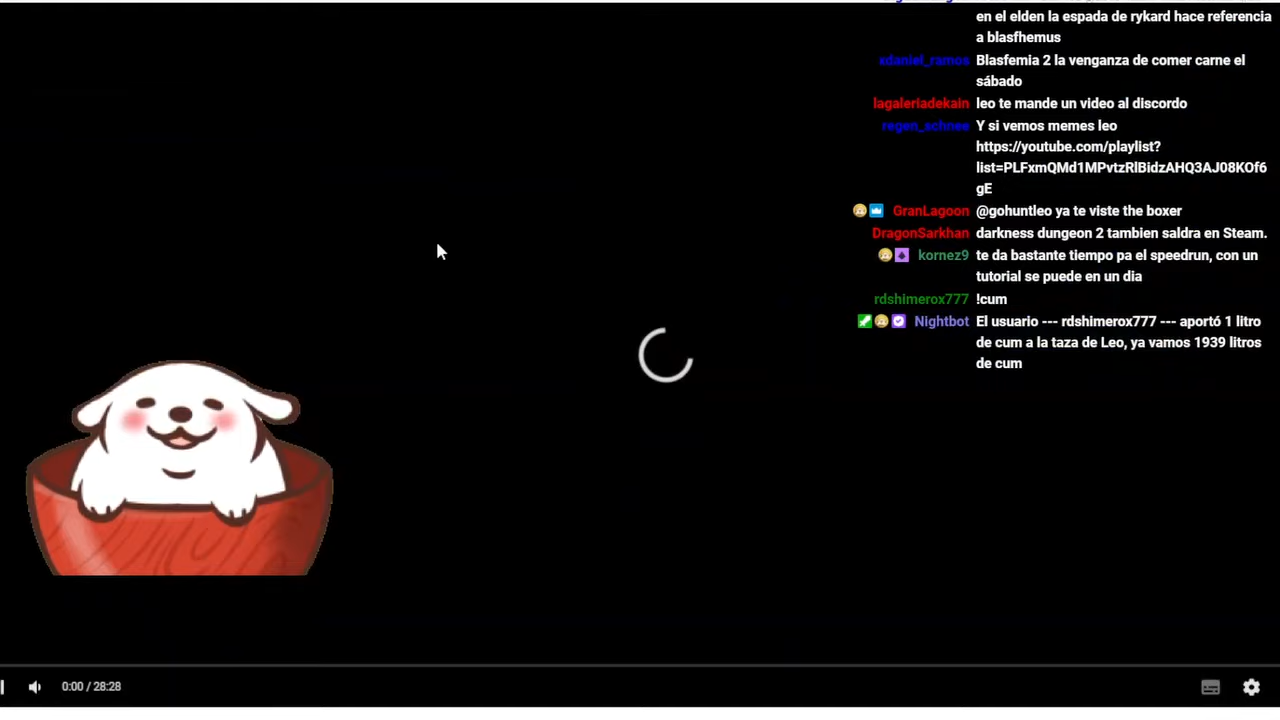 en el elden la espada de rykard hace referencia
a blasfhemus
xdaniel_ramos Blasfemia 2 la venganza de comer carne el
sábado
lagaleriadekain leo te mande un video al discordo
regen_schnee Y si vemos memes leo
https://youtube.com/playlist?
list=PLFxmQMd1MPvtzRlBidzAHQ3AJ08KOf6
gE
GranLagoon @gohuntleo ya te viste the boxer
DragonSarkhan darkness dungeon 2 tambien saldra en Steam.
kornez9 te da bastante tiempo pa el speedrun, con un
tutorial se puede en un dia
rdshimerox777 !cum
Nightbot El usuario --- rdshimerox777 --- aportó 1 litro
de cum a la taza de Leo, ya vamos 1939 litros
de cum
0:00 / 28:28